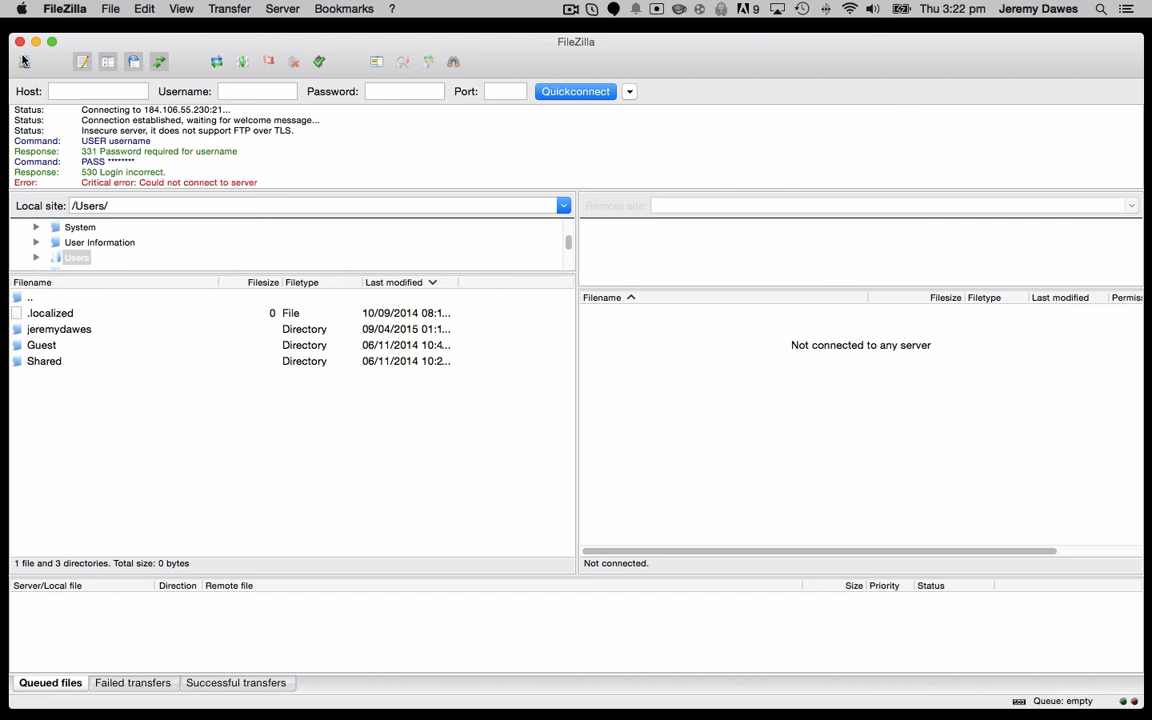 FileZilla File Edit View Transfer Server Bookmarks ? 9 Thu 3:22 pm Jeremy Dawes
FileZilla
Host: Username: Password: Port: Quickconnect
Status: Connecting to 184.106.55.230:21...
Status: Connection established, waiting for welcome message...
Status: Insecure server, it does not support FTP over TLS.
Command: USER username
Response: 331 Password required for username
Command: PASS ********
Response: 530 Login incorrect.
Error: Critical error: Could not connect to server
Local site: /Users/
Remote site:
System
User Information
Users
Filename Filesize Filetype Last modified
..
.localized 0 File 10/09/2014 08:1...
jeremydawes Directory 09/04/2015 01:1...
Guest Directory 06/11/2014 10:4...
Shared Directory 06/11/2014 10:2...
Filename Filesize Filetype Last modified Permis
Not connected to any server
1 file and 3 directories. Total size: 0 bytes
Not connected.
Server/Local file Direction Remote file Size Priority Status
Queued files Failed transfers Successful transfers
Queue: empty